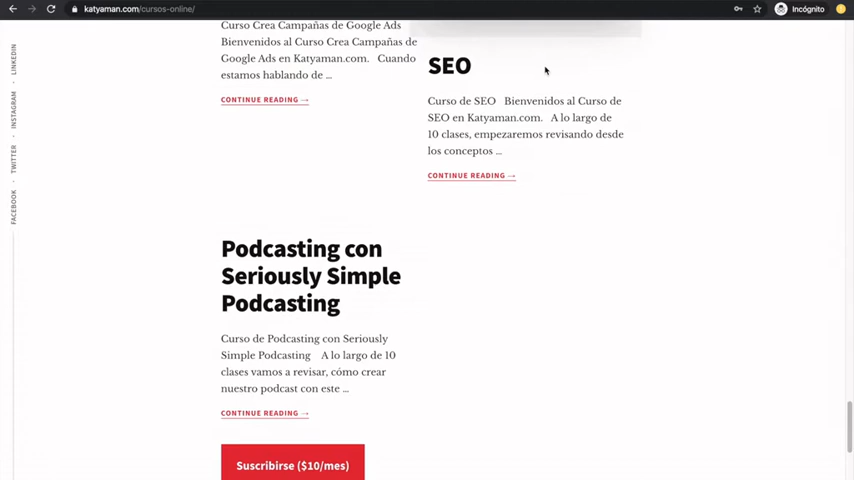 katyaman.com/cursos-online/
Incógnito
LINKEDIN
INSTAGRAM
TWITTER
FACEBOOK
Curso Crea Campañas de Google Ads
Bienvenidos al Curso Crea Campañas de
Google Ads en Katyaman.com. Cuando
estamos hablando de ...
CONTINUE READING →
SEO
Curso de SEO Bienvenidos al Curso de
SEO en Katyaman.com. A lo largo de
10 clases, empezaremos revisando desde
los conceptos ...
CONTINUE READING →
Podcasting con
Seriously Simple
Podcasting
Curso de Podcasting con Seriously
Simple Podcasting A lo largo de 10
clases vamos a revisar, cómo crear
nuestro podcast con este ...
CONTINUE READING →
Suscribirse ($10/mes)